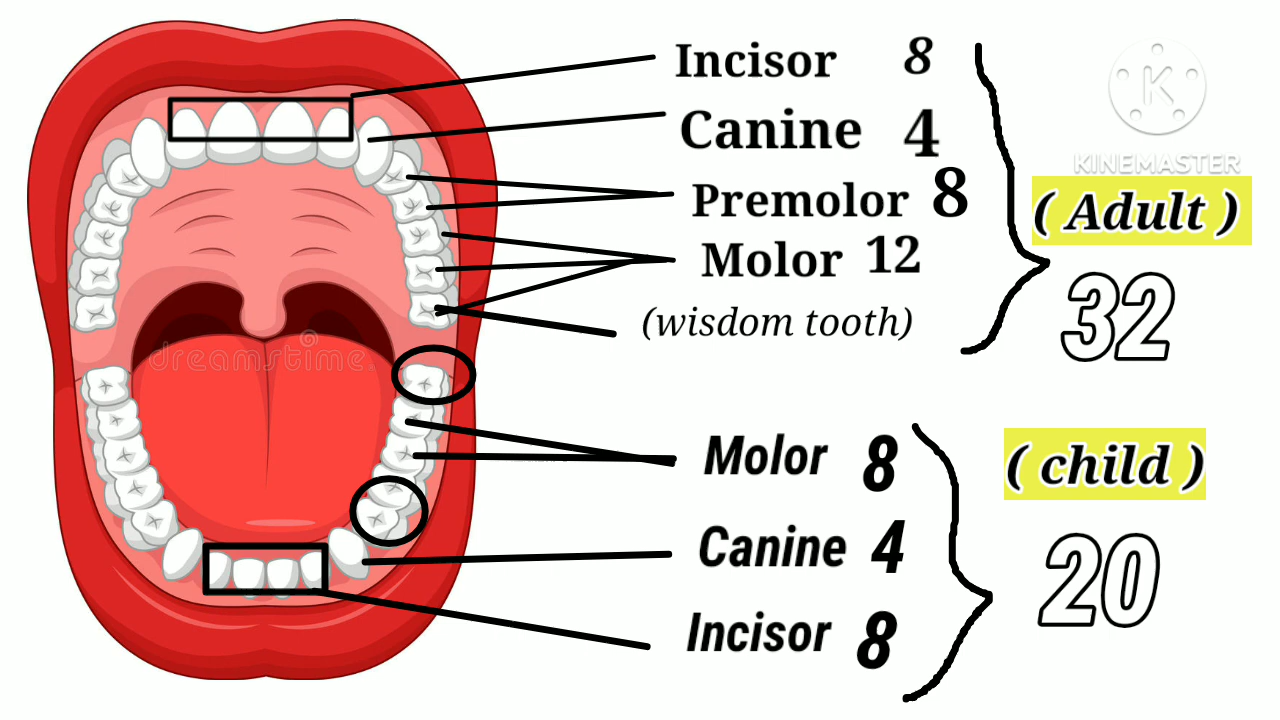 Incisor 8
Canine 4
Premolor 8
Molor 12
(wisdom tooth)
( Adult )
32
K
KINEMASTER
dreamstime.
Molor 8
Canine 4
Incisor 8
( child )
20